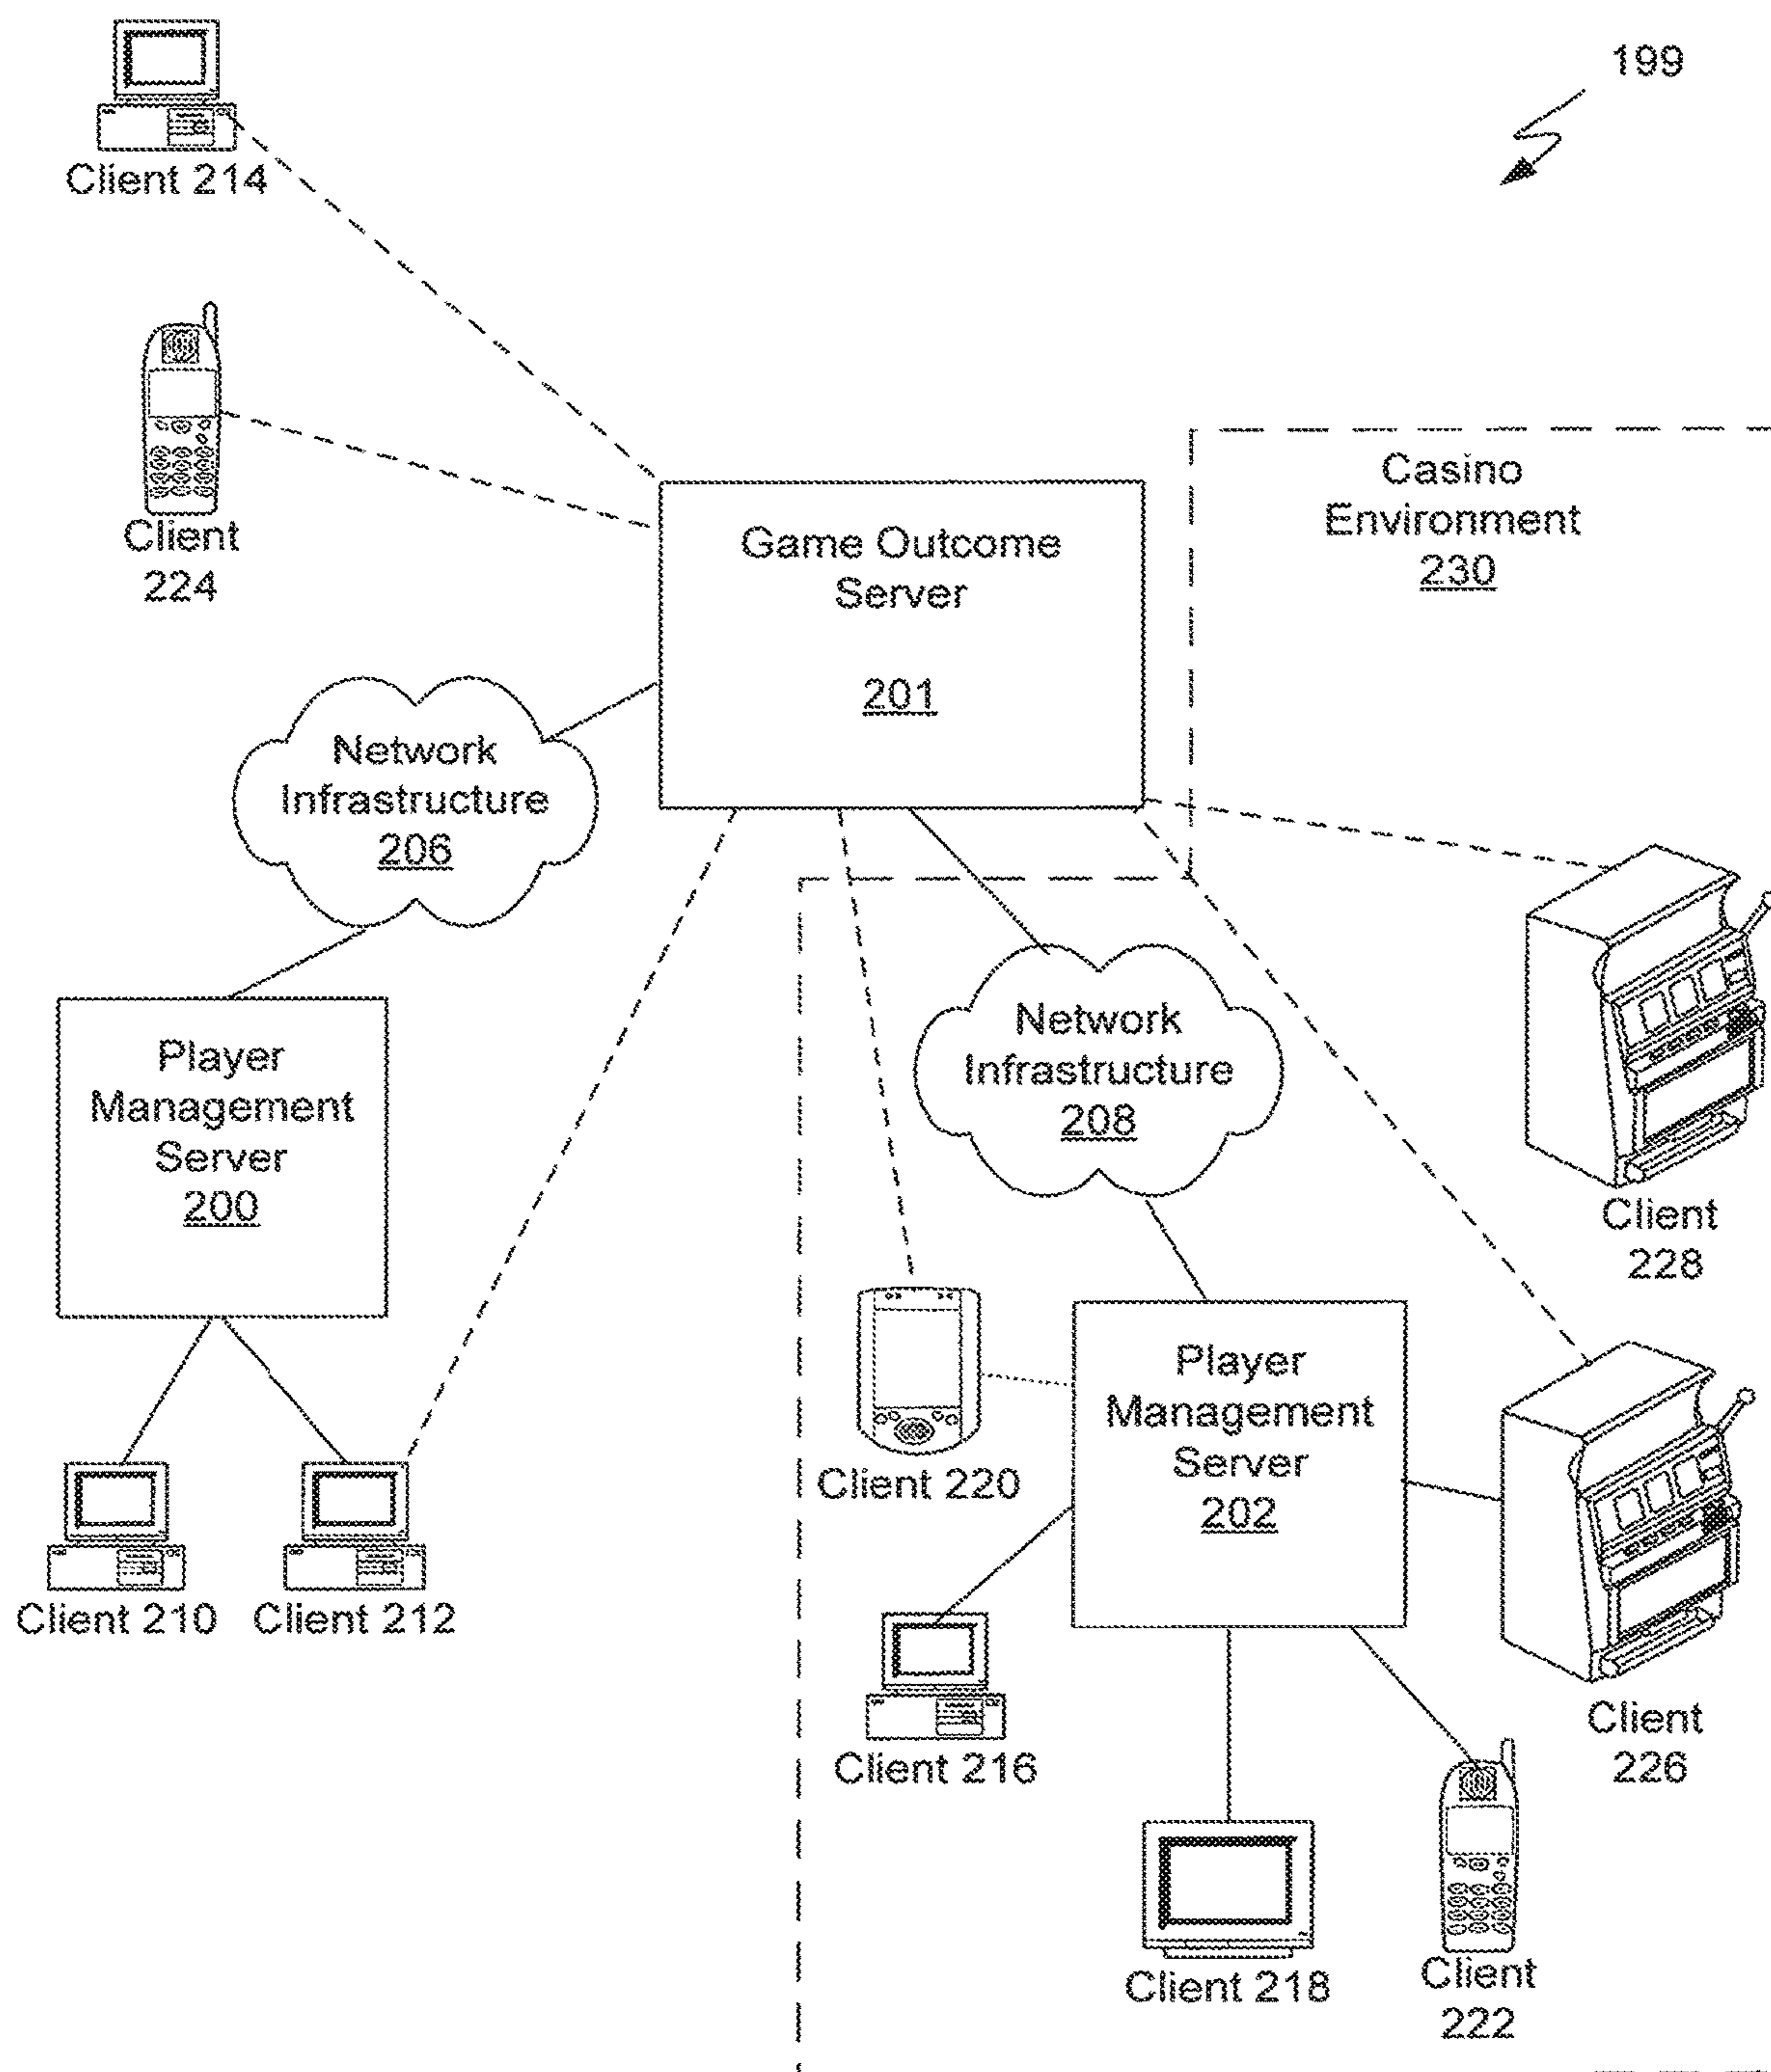 199
Client 214
Client
224
Casino
Environment
230
Game Outcome
Server
201
Network
Infrastructure
206
Player
Management
Server
200
Network
Infrastructure
208
Client
228
Client 210
Client 212
Client 220
Player
Management
Server
202
Client 216
Client
226
Client 218
Client
222